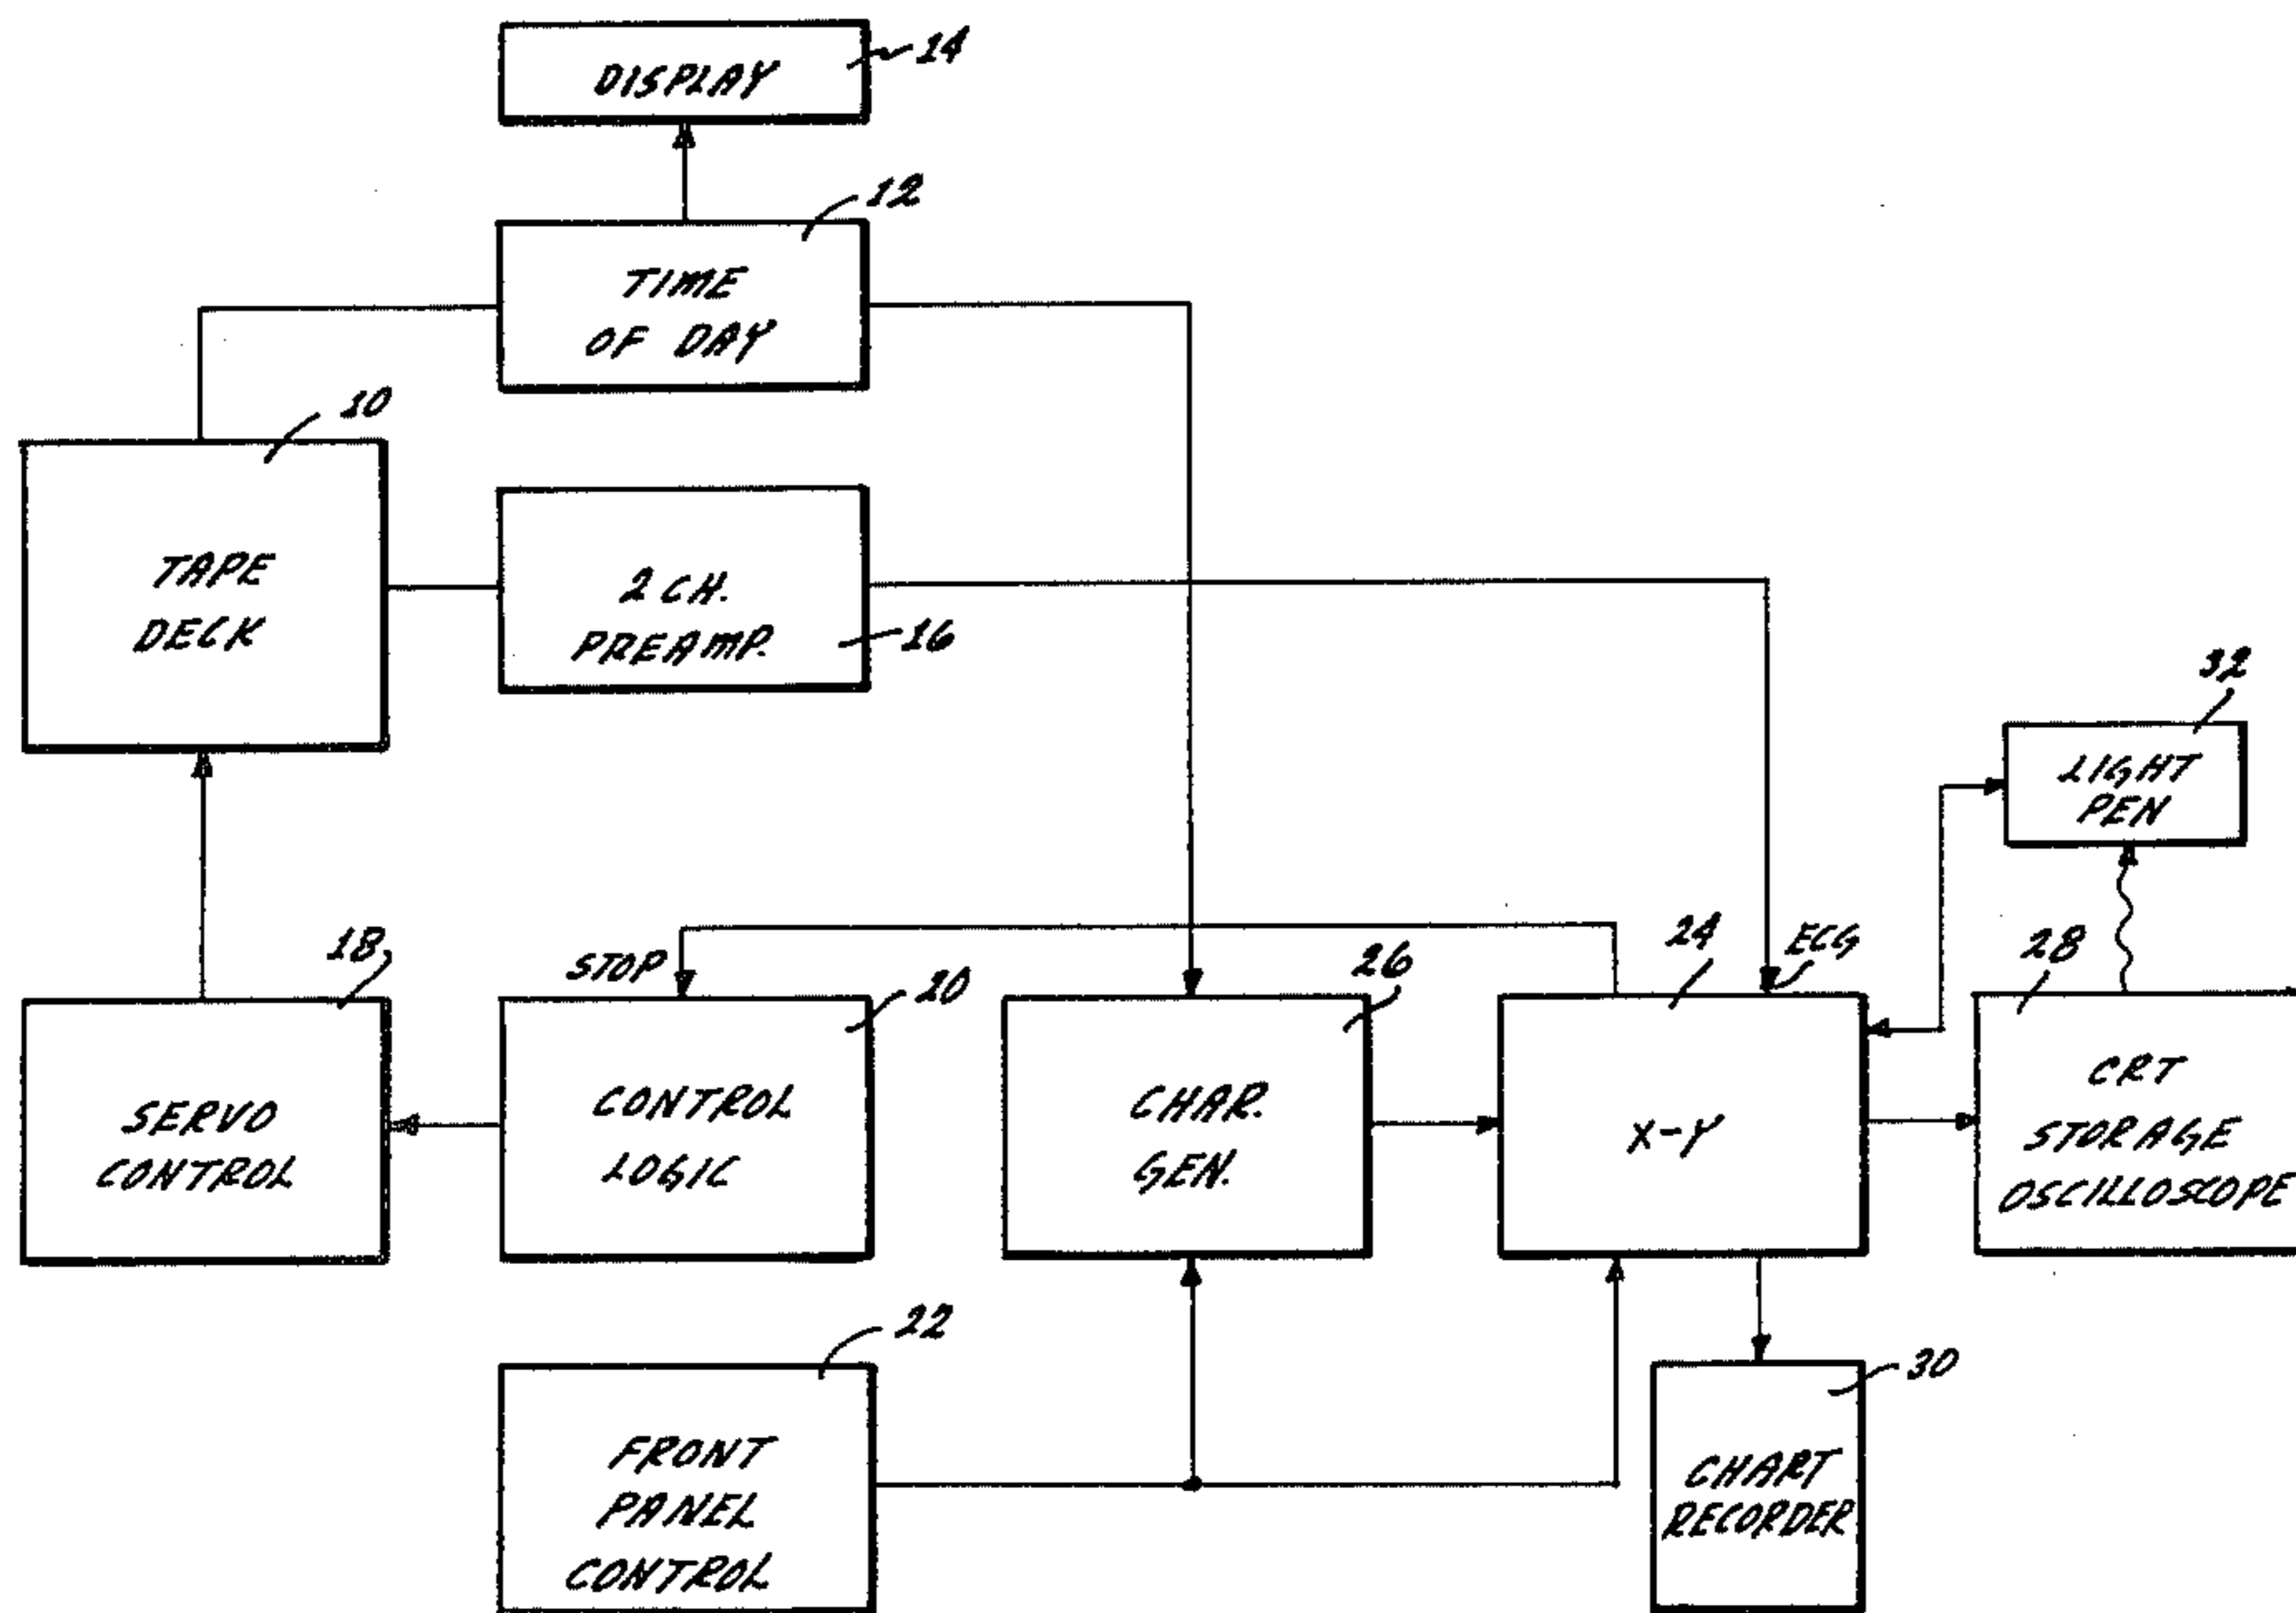 DISPLAY
14
TIME
OF DAY
12
10
TAPE
DECK
2 CH.
PREAMP.
16
32
LIGHT
PEN
18
SERVO
CONTROL
STOP
20
CONTROL
LOGIC
26
CHAR.
GEN.
24
ECG
X-Y
28
CRT
STORAGE
OSCILLOSCOPE
22
FRONT
PANEL
CONTROL
30
CHART
RECORDER